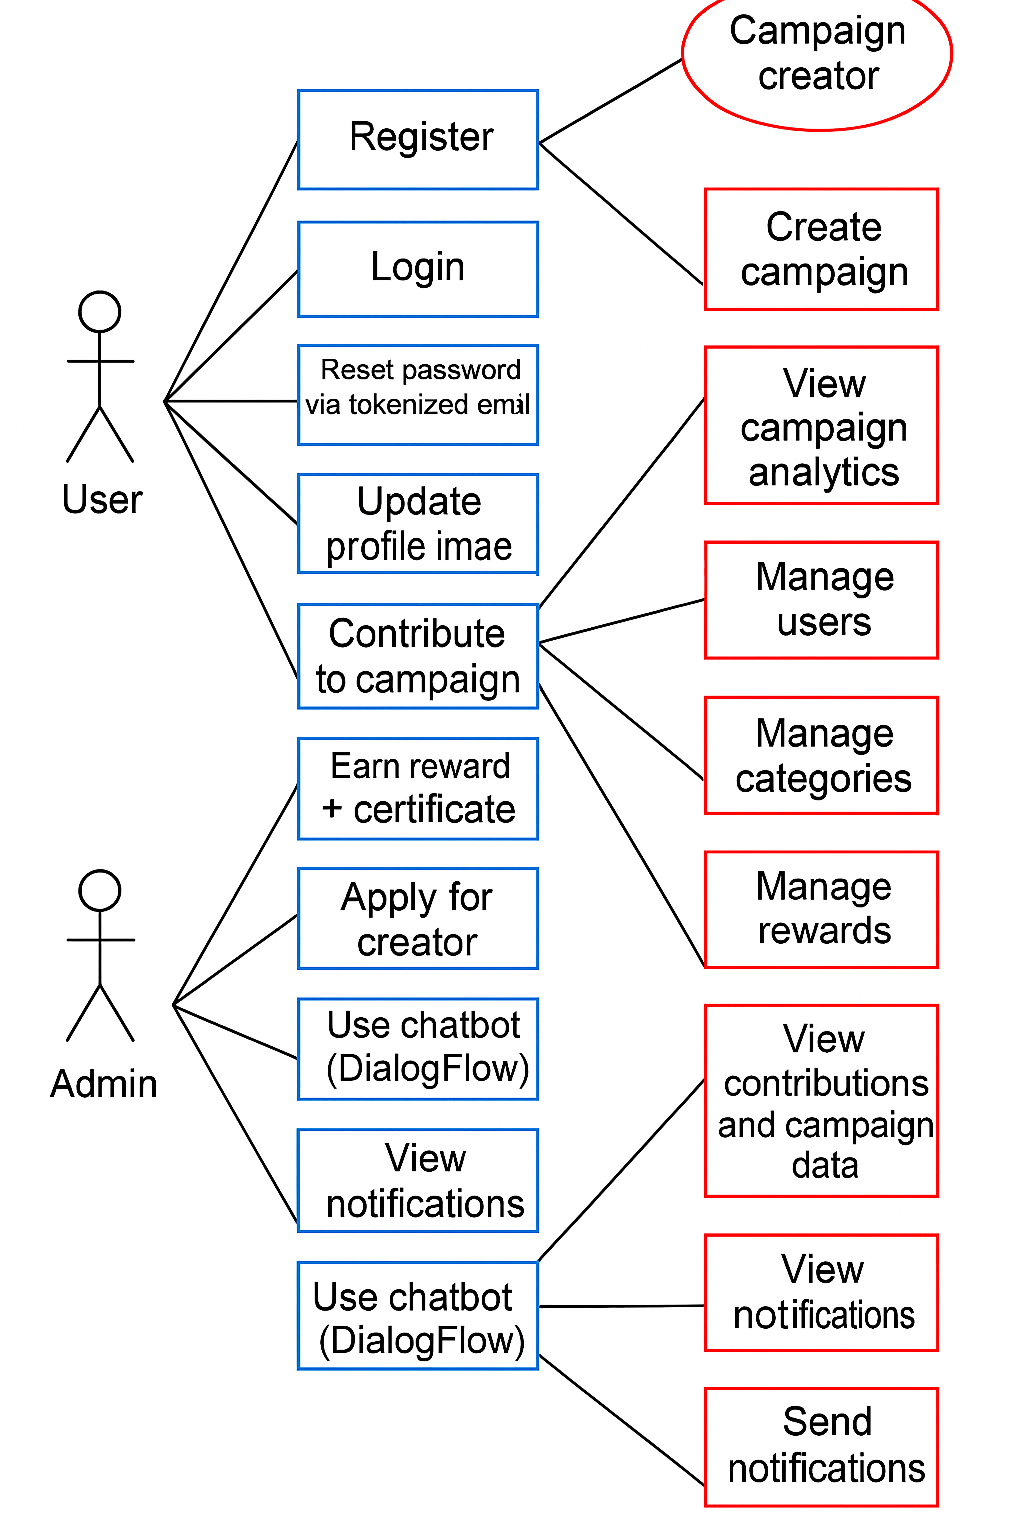 Campaign
creator
Register
Create
campaign
Login
Reset password
via tokenized emil
View
campaign
analytics
User
Update
profile imae
Manage
users
Contribute
to campaign
Manage
categories
Earn reward
+ certificate
Manage
rewards
Apply for
creator
Admin
Use chatbot
(DialogFlow)
View
contributions
and campaign
data
View
notifications
Use chatbot
(DialogFlow)
View
notifications
Send
notifications